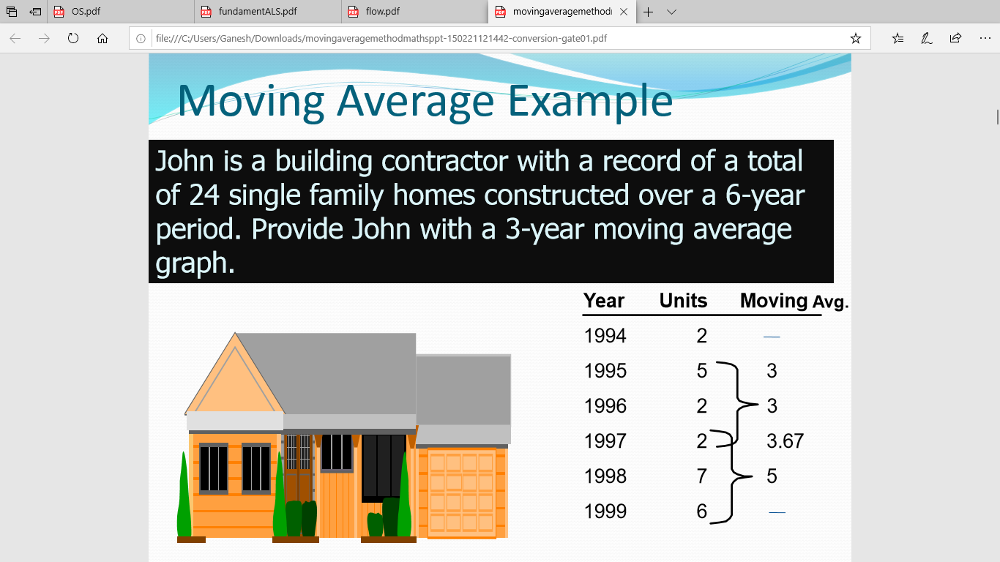 OS.pdf
fundamentALS.pdf
flow.pdf
movingaveragemethodm
file:///C:/Users/Ganesh/Downloads/movingaveragemethodmathsppt-150221121442-conversion-gate01.pdf
Moving Average Example
John is a building contractor with a record of a total
of 24 single family homes constructed over a 6-year
period. Provide John with a 3-year moving average
graph.
Year Units Moving Avg.
1994 2 —
1995 5 3
1996 2 3
1997 2 3.67
1998 7 5
1999 6 —